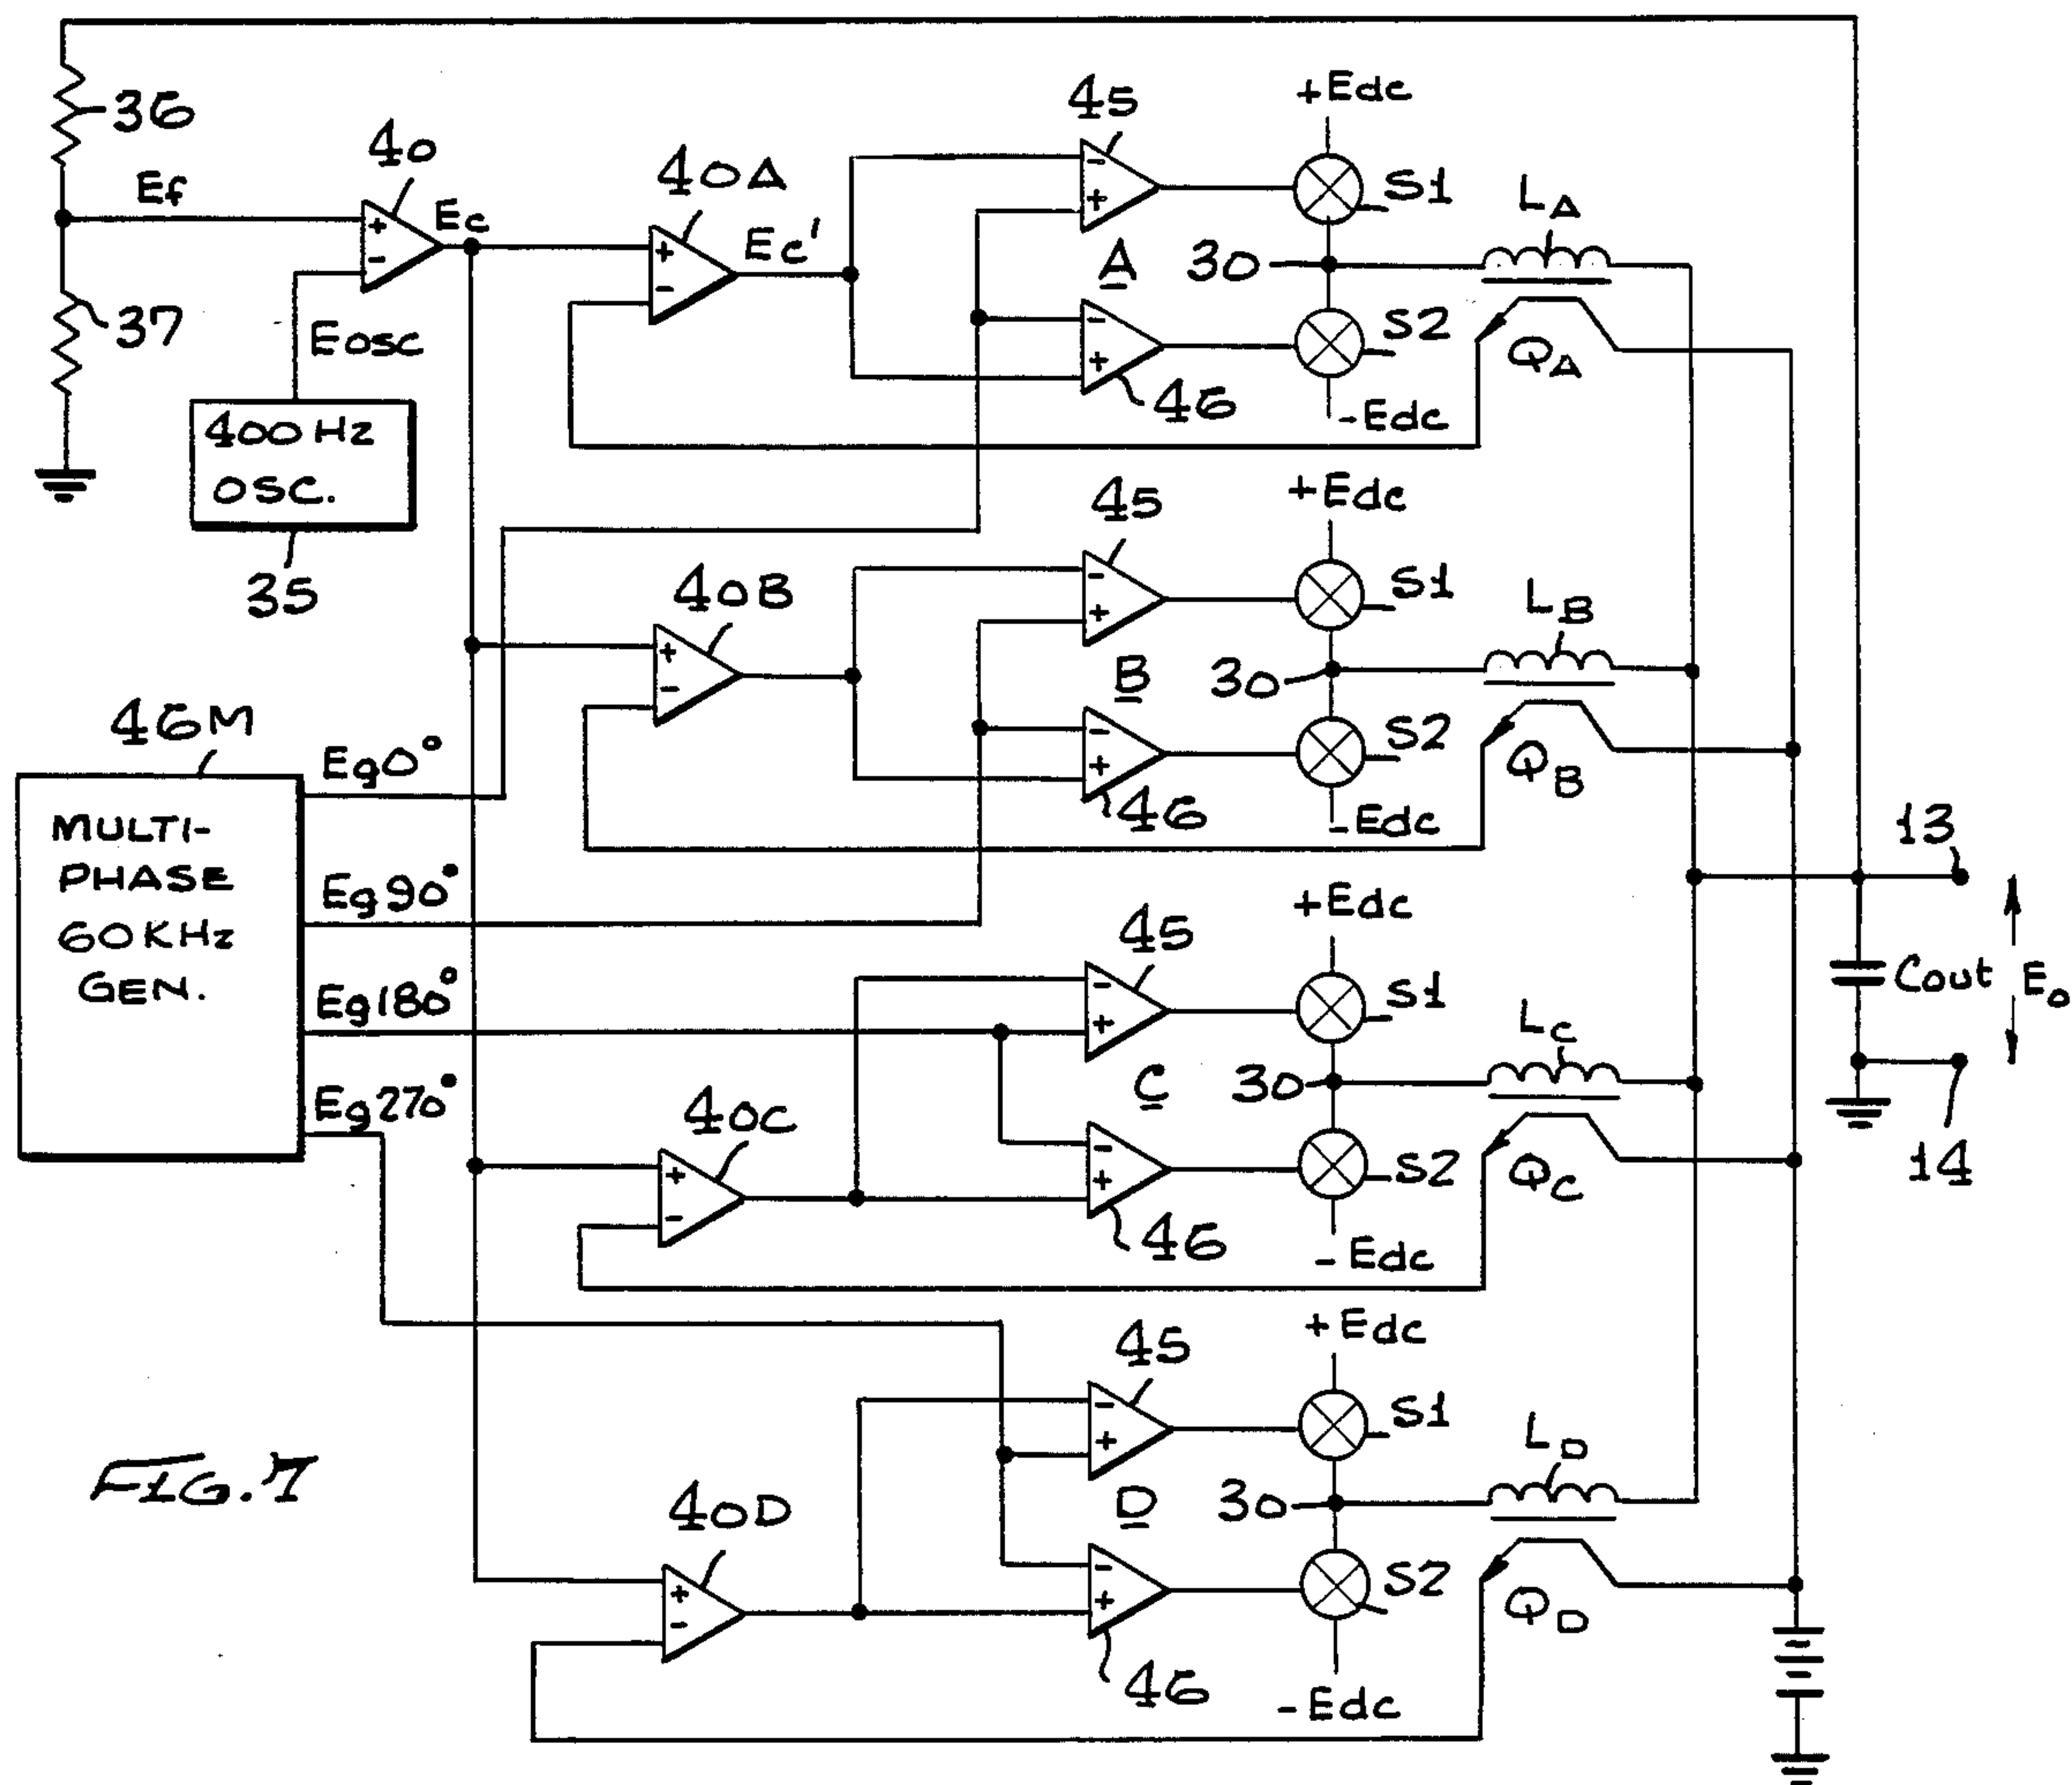 36
Ef
37
40
+
-
Ec
Eosc
400 Hz
OSC.
35
40A
+
-
Ec'
45
-
+
A
-
+
46
+Edc
S1
30
S2
-Edc
LA
QA
40B
+
-
45
-
+
B
-
+
46
+Edc
S1
30
S2
-Edc
LB
QB
46M
MULTI-
PHASE
60KHz
GEN.
Eg0°
Eg90°
Eg180°
Eg270°
40C
+
-
45
-
+
C
-
+
46
+Edc
S1
30
S2
- Edc
LC
QC
13
Cout
Eo
14
40D
+
-
45
-
+
D
-
+
46
+Edc
S1
30
S2
-Edc
LD
QD
FIG. 7